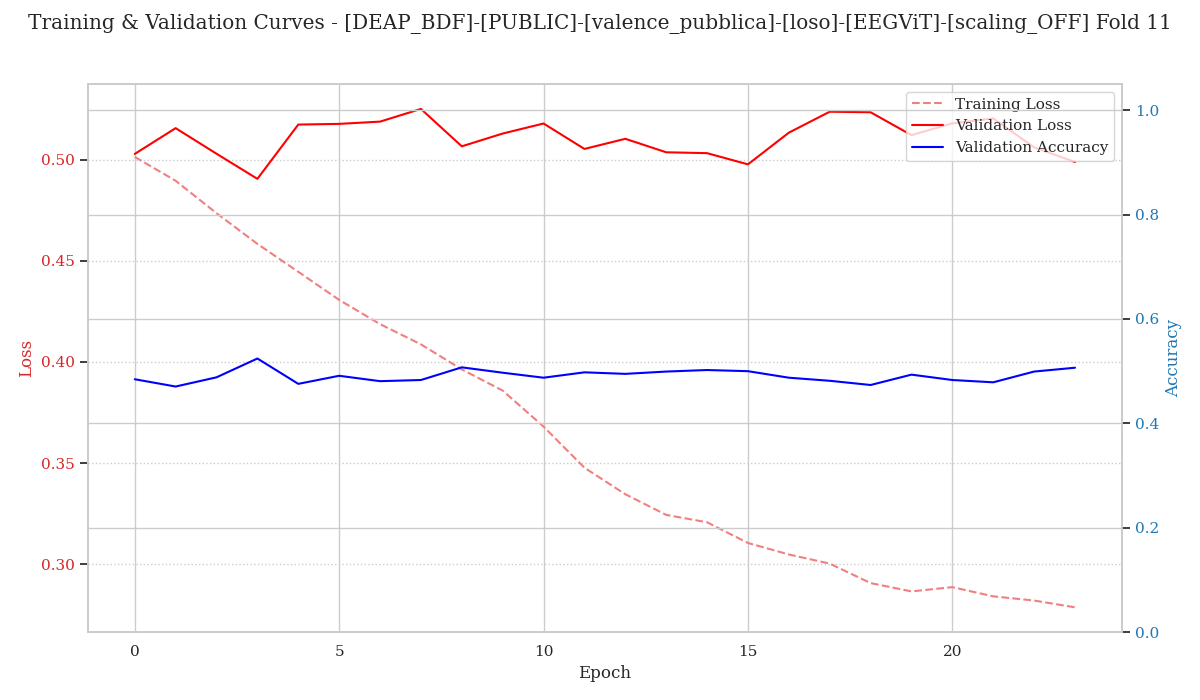 Training & Validation Curves - [DEAP_BDF]-[PUBLIC]-[valence_pubblica]-[loso]-[EEGViT]-[scaling_OFF] Fold 11
Training Loss
Validation Loss
Validation Accuracy
Loss
0.50
0.45
0.40
0.35
0.30
1.0
0.8
0.6
0.4
0.2
0.0
Accuracy
0 5 10 15 20
Epoch